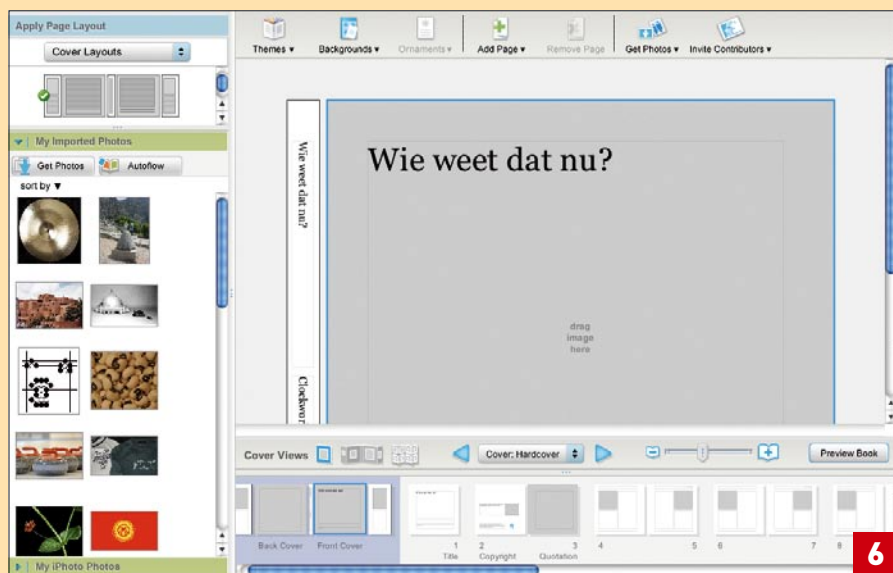 Apply Page Layout
Cover Layouts
My Imported Photos
Get Photos
Autoflow
sort by ▼
My iPhoto Photos
Themes ▼
Backgrounds ▼
Ornaments ▼
Add Page ▼
Remove Page
Get Photos ▼
Invite Contributors ▼
Wie weet dat nu?
Wie weet dat nu?
drag
image
here
Cover Views
Cover: Hardcover
Preview Book
Back Cover
Front Cover
1
Title
2
Copyright
3
Quotation
4
5
6
7
8
6